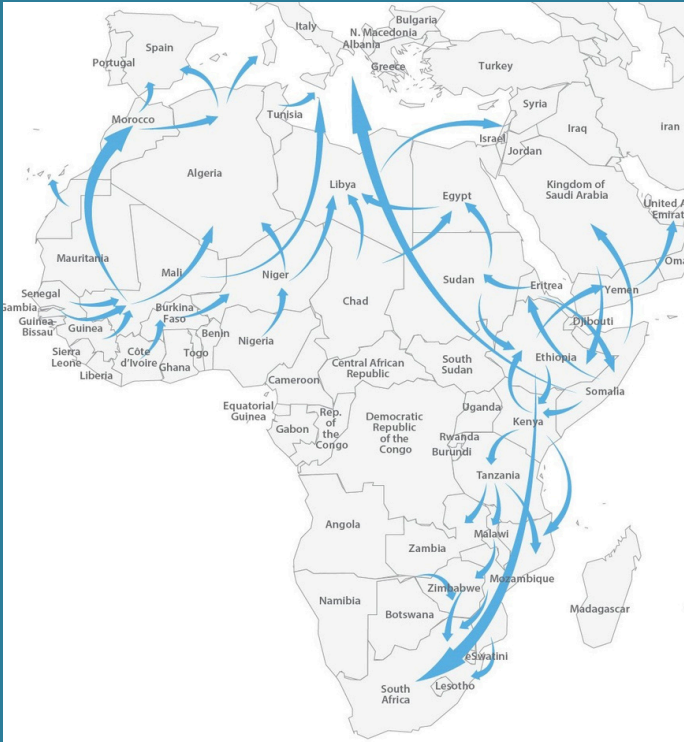 Italy
Bulgaria
N. Macedonia
Albania
Spain
Portugal
Greece
Turkey
Syria
Morocco
Tunisia
Israel
Iraq
iran
Jordan
Algeria
Libya
Egypt
Kingdom of
Saudi Arabia
United A
Emirat
Mauritania
Oma
Mali
Niger
Sudan
Eritrea
Yemen
Senegal
Gambia
Chad
Burkina
Faso
Djibouti
Guinea
Bissau
Guinea
Benin
Nigeria
Sierra
Leone
Côte
d'Ivoire
Togo
Ghana
Liberia
Central African
Republic
South
Sudan
Ethiopia
Cameroon
Somalia
Equatorial
Guinea
Uganda
Gabon
Rep.
of
the
Congo
Democratic
Republic
of the
Congo
Kenya
Rwanda
Burundi
Tanzania
Angola
Malawi
Zambia
Mozambique
Zimbabwe
Namibia
Botswana
Madagascar
eSwatini
South
Africa
Lesotho